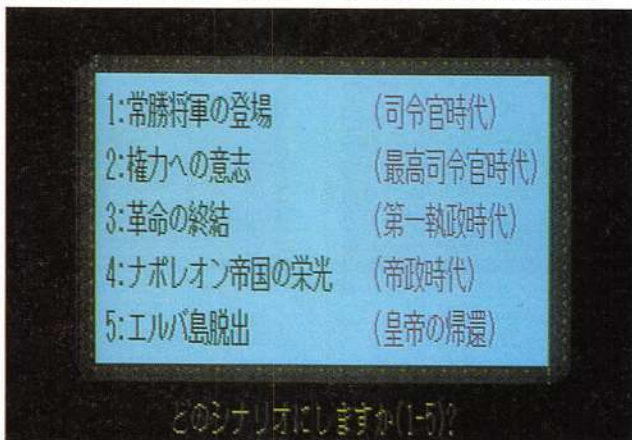 1:常勝将軍の登場 (司令官時代)
2:権力への意志 (最高司令官時代)
3:革命の終結 (第一執政時代)
4:ナポレオン帝国の栄光 (帝政時代)
5:エルバ島脱出 (皇帝の帰還)
どのシナリオにしますか(1-5)?